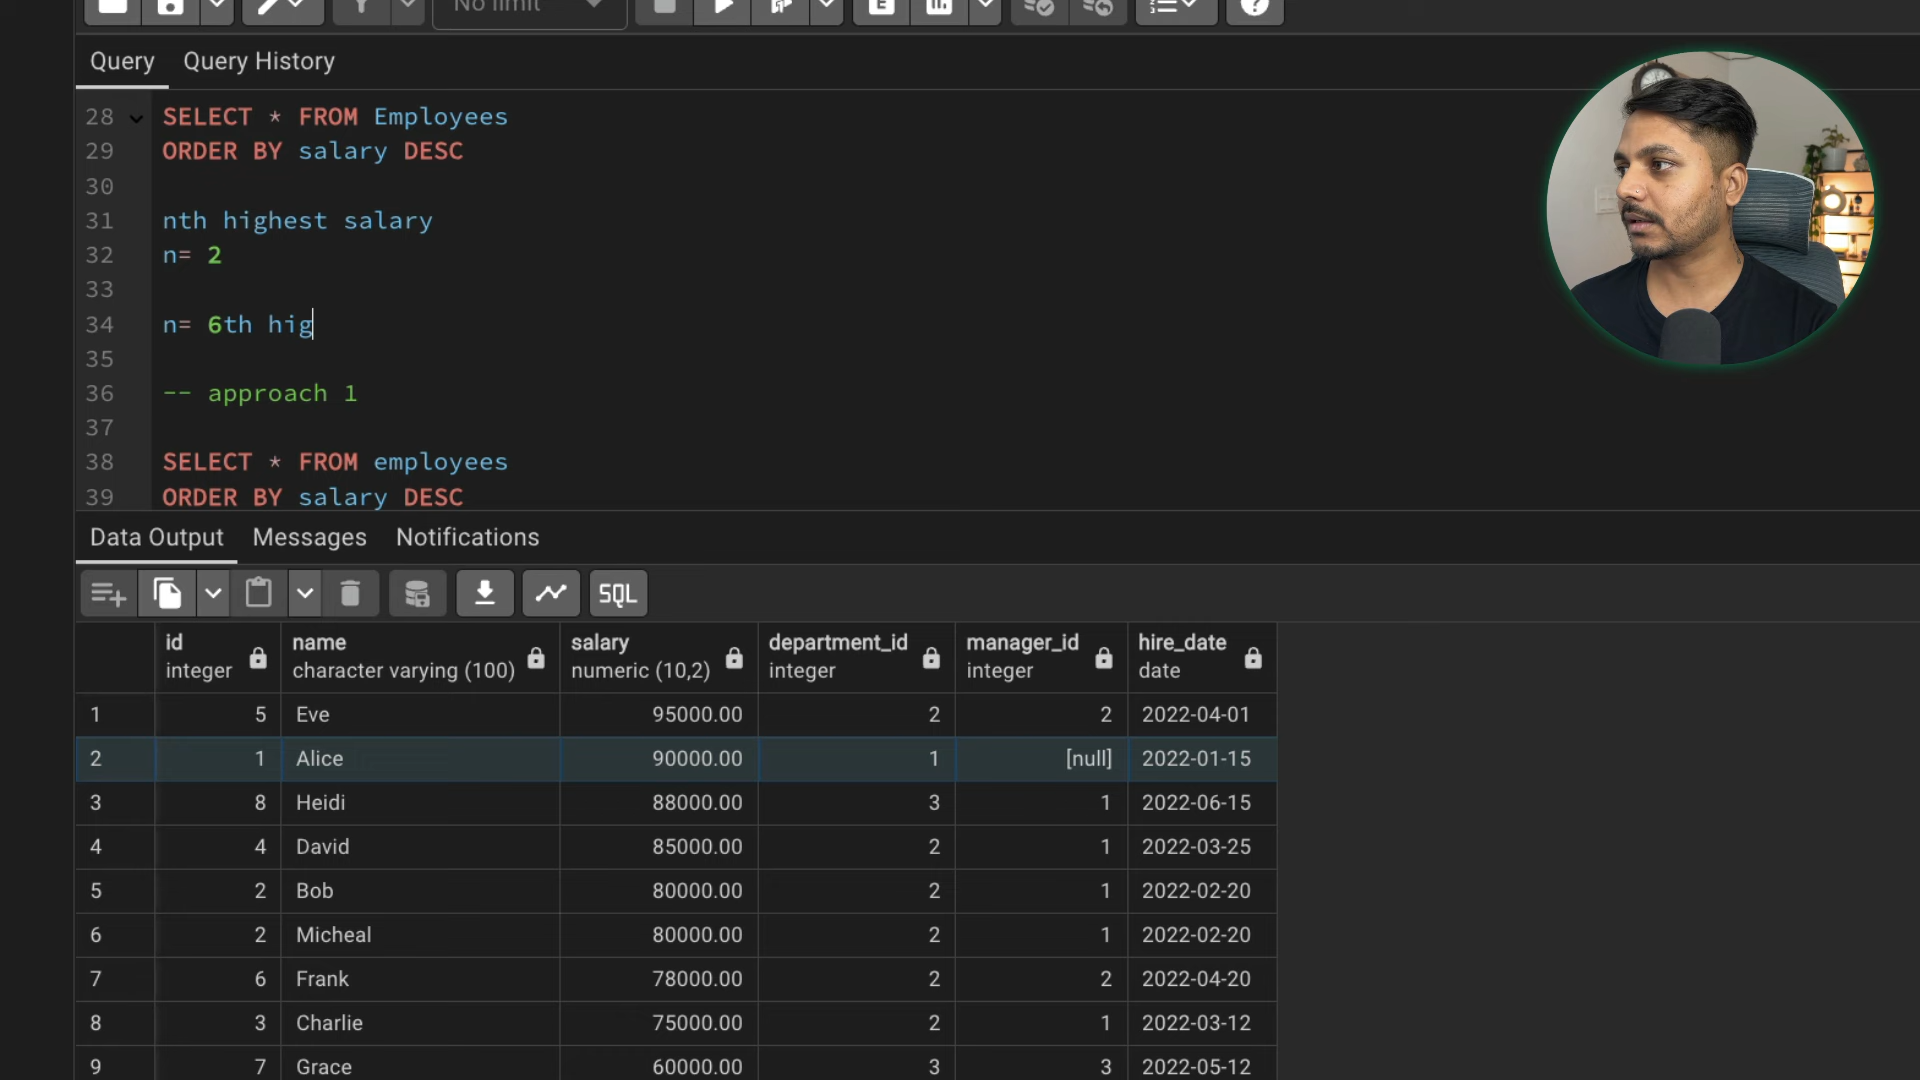 No limit
Query Query History
28 SELECT * FROM Employees
29 ORDER BY salary DESC
30
31 nth highest salary
32 n= 2
33
34 n= 6th hig
35
36 -- approach 1
37
38 SELECT * FROM employees
39 ORDER BY salary DESC
Data Output Messages Notifications
SQL
id name salary department_id manager_id hire_date
integer character varying (100) numeric (10,2) integer integer date
1 5 Eve 95000.00 2 2 2022-04-01
2 1 Alice 90000.00 1 [null] 2022-01-15
3 8 Heidi 88000.00 3 1 2022-06-15
4 4 David 85000.00 2 1 2022-03-25
5 2 Bob 80000.00 2 1 2022-02-20
6 2 Micheal 80000.00 2 1 2022-02-20
7 6 Frank 78000.00 2 2 2022-04-20
8 3 Charlie 75000.00 2 1 2022-03-12
9 7 Grace 60000.00 3 3 2022-05-12